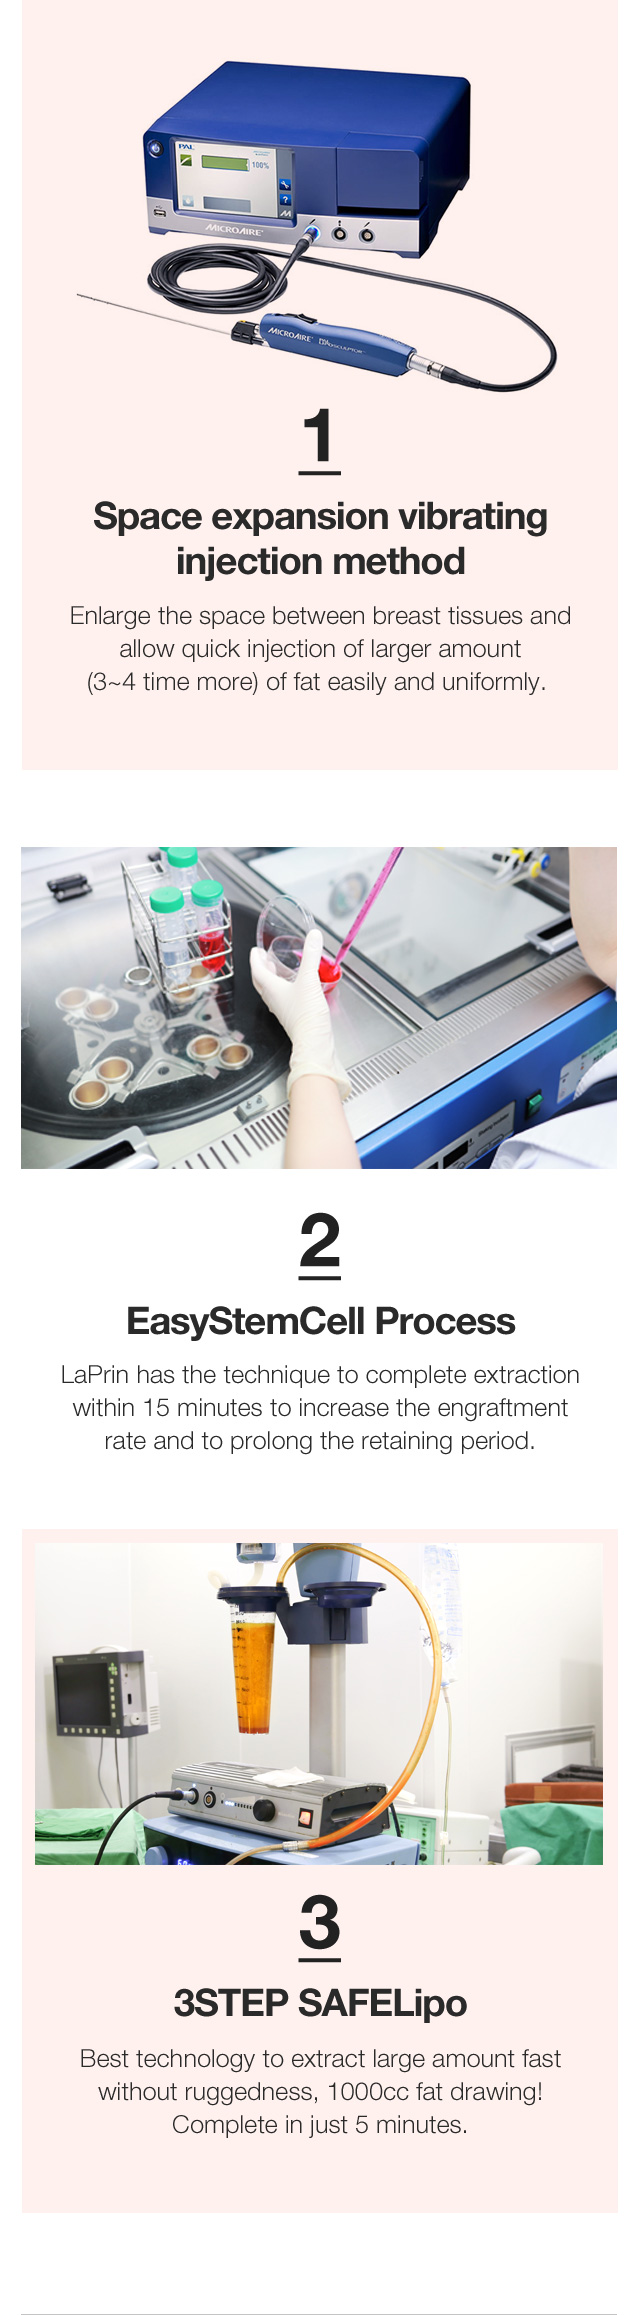 PAL
100%
?
MICROAIRE
MICROAIRE
1
Space expansion vibrating
injection method
Enlarge the space between breast tissues and
allow quick injection of larger amount
(3~4 time more) of fat easily and uniformly.
2
EasyStemCell Process
LaPrin has the technique to complete extraction
within 15 minutes to increase the engraftment
rate and to prolong the retaining period.
3
3STEP SAFELipo
Best technology to extract large amount fast
without ruggedness, 1000cc fat drawing!
Complete in just 5 minutes.